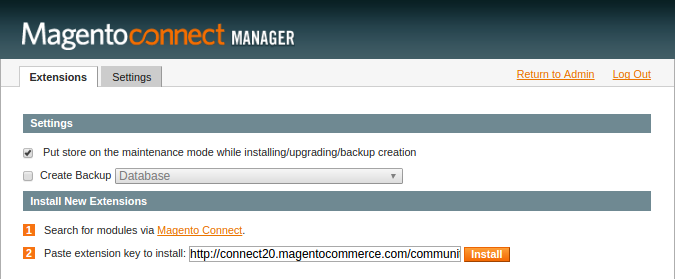 Magentoconnect MANAGER
Extensions Settings Return to Admin Log Out
Settings
Put store on the maintenance mode while installing/upgrading/backup creation
Create Backup Database
Install New Extensions
1 Search for modules via Magento Connect.
2 Paste extension key to install: http://connect20.magentocommerce.com/communi Install